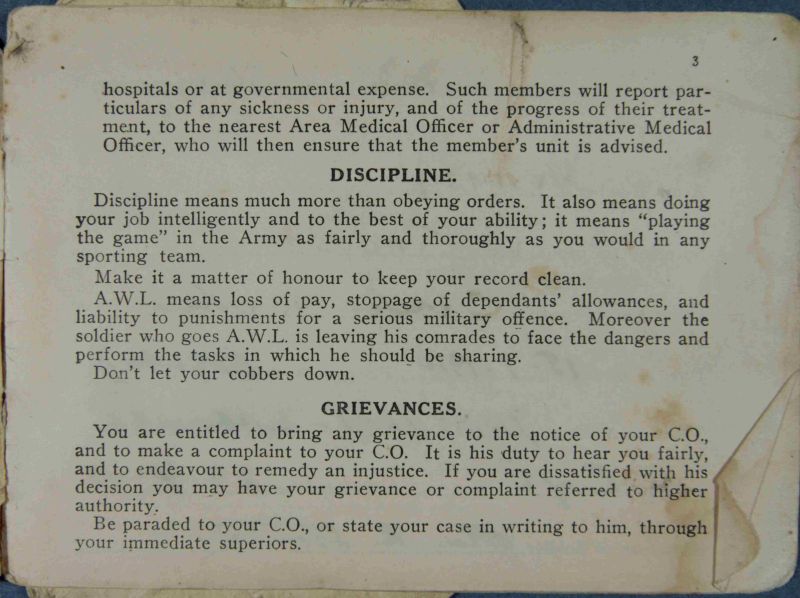 3
hospitals or at governmental expense. Such members will report par-
ticulars of any sickness or injury, and of the progress of their treat-
ment, to the nearest Area Medical Officer or Administrative Medical
Officer, who will then ensure that the member's unit is advised.
DISCIPLINE.
Discipline means much more than obeying orders. It also means doing
your job intelligently and to the best of your ability; it means “playing
the game” in the Army as fairly and thoroughly as you would in any
sporting team.
Make it a matter of honour to keep your record clean.
A.W.L. means loss of pay, stoppage of dependants' allowances, and
liability to punishments for a serious military offence. Moreover the
soldier who goes A.W.L. is leaving his comrades to face the dangers and
perform the tasks in which he should be sharing.
Don't let your cobbers down.
GRIEVANCES.
You are entitled to bring any grievance to the notice of your C.O.,
and to make a complaint to your C.O. It is his duty to hear you fairly,
and to endeavour to remedy an injustice. If you are dissatisfied with his
decision you may have your grievance or complaint referred to higher
authority.
Be paraded to your C.O., or state your case in writing to him, through
your immediate superiors.